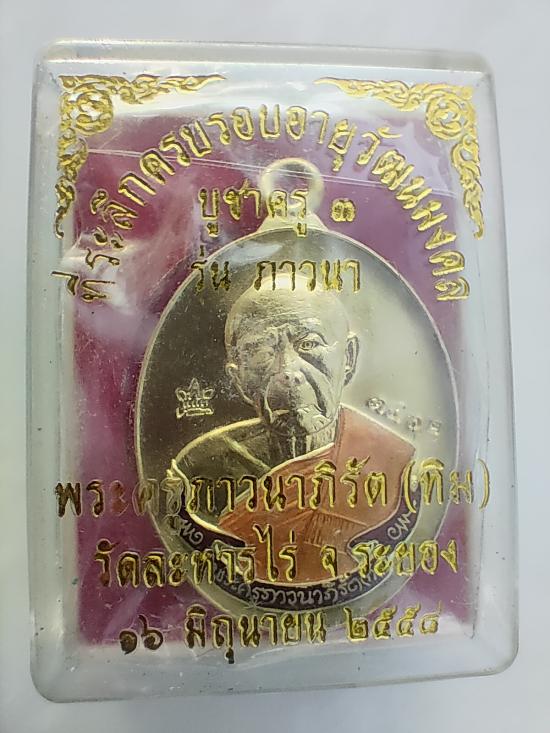 ที่ระลึกครบรอบอายุวัฒนมงคล
บูชาครู ๓
รุ่น ภาวนา
พระครูภาวนาภิรัต (ทิม)
วัดละหารไร่ จ.ระยอง
๑๖ มิถุนายน ๒๕๕๔